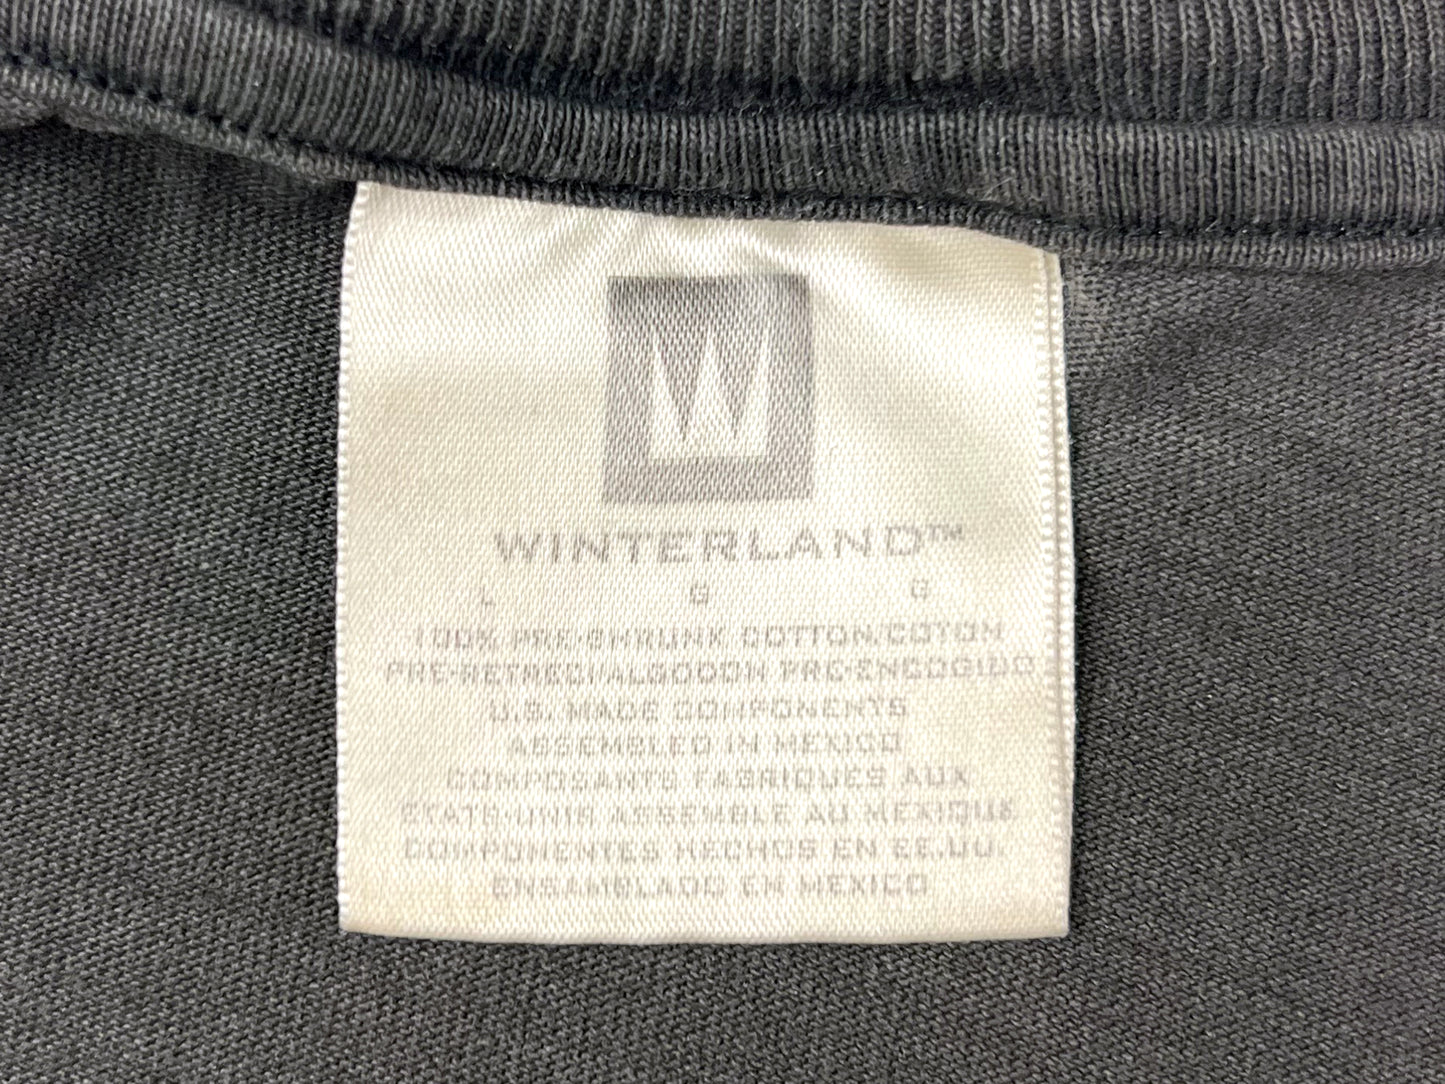 W
WINTERLAND™
L G G
100% PRE-SHRUNK COTTON/COTON
PRE-RETRECI/ALGODON PRE-ENCOGIDO
U.S. MADE COMPONENTS
ASSEMBLED IN MEXICO
COMPOSANTS FABRIQUES AUX
ETATS-UNIS ASSEMBLE AU MEXIQUE
COMPONENTES HECHOS EN EE.UU.
ENSAMBLADO EN MEXICO